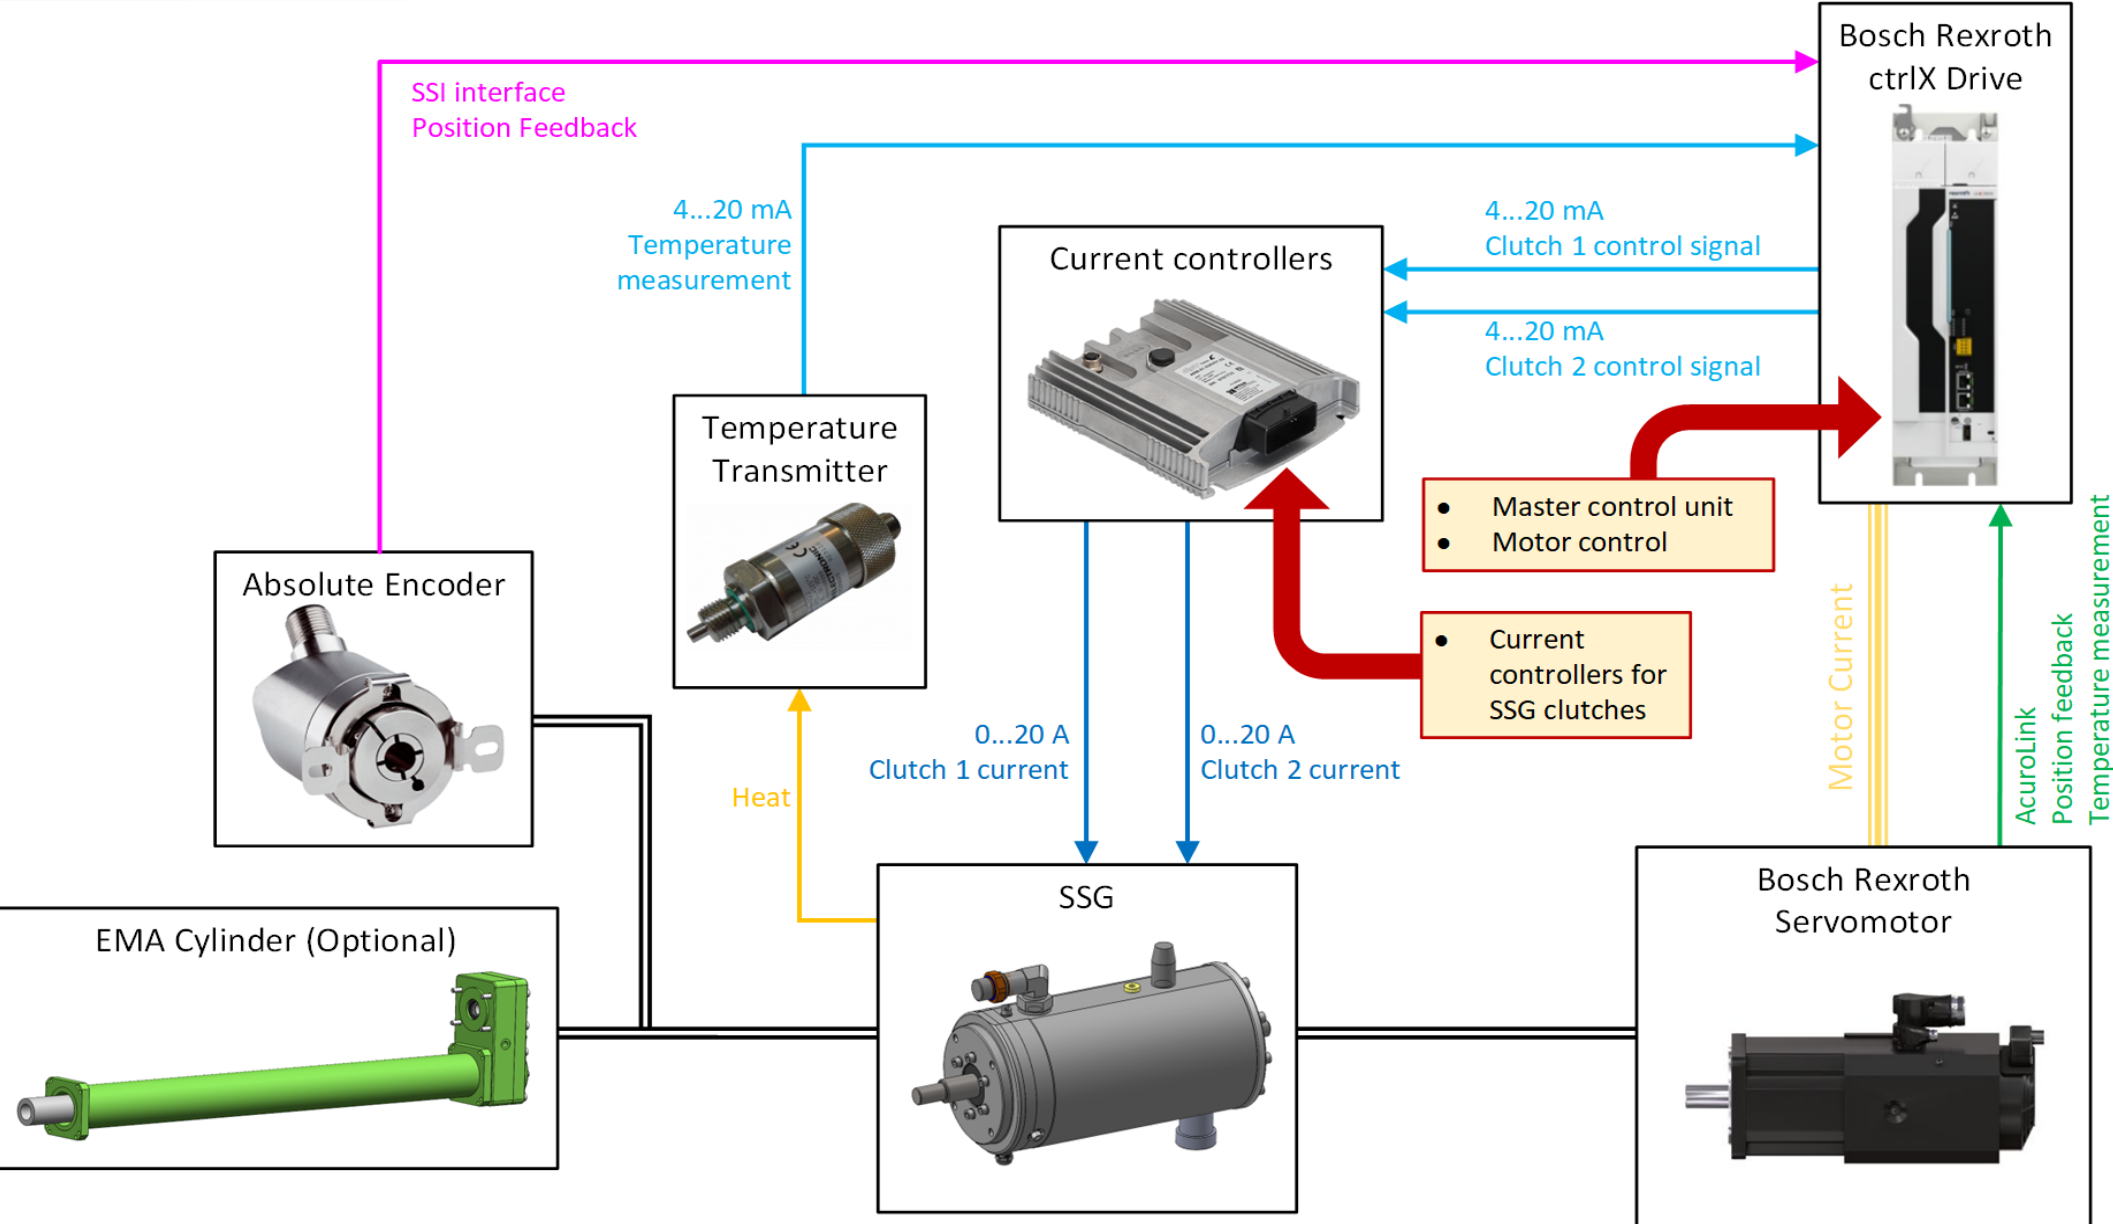 Bosch Rexroth
ctrlX Drive
SSI interface
Position Feedback
4...20 mA
Temperature
measurement
4...20 mA
Clutch 1 control signal
Current controllers
4...20 mA
Clutch 2 control signal
Temperature
Transmitter
• Master control unit
• Motor control
Absolute Encoder
• Current
controllers for
SSG clutches
Motor Current
AcuroLink
Position feedback
Temperature measurement
0...20 A
Clutch 1 current
0...20 A
Clutch 2 current
Heat
SSG
Bosch Rexroth
Servomotor
EMA Cylinder (Optional)